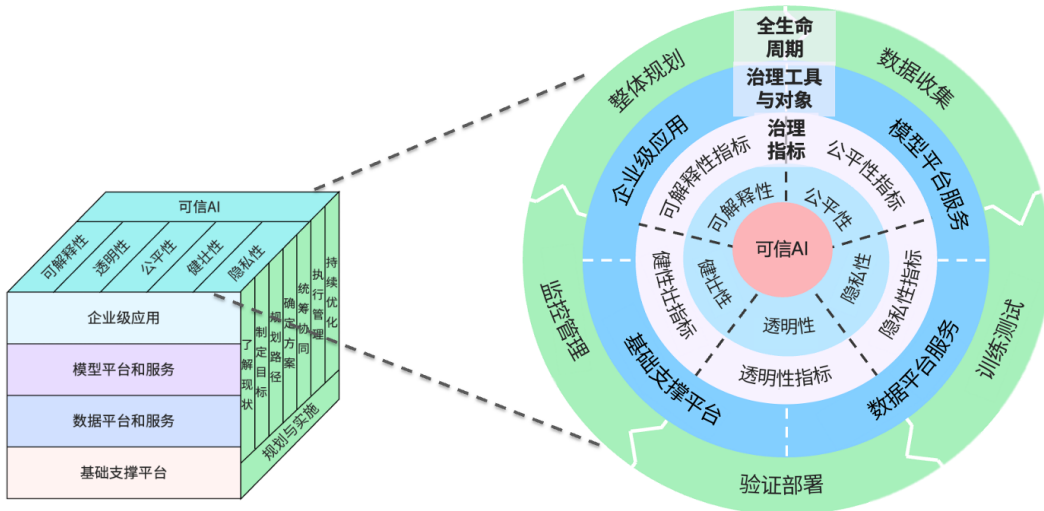 可信AI
可解释性
透明性
公平性
健壮性
隐私性
企业级应用
模型平台和服务
数据平台和服务
基础支撑平台
了解现状
制定目标
规划路径
确定方案
统筹协同
执行管理
持续优化
规划与实施
全生命
周期
治理工具
与对象
治理
指标
整体规划
数据收集
训练测试
验证部署
监控管理
企业级应用
模型平台服务
数据平台服务
基础支撑平台
可解释性指标
公平性指标
隐私性指标
透明性指标
健性壮指标
可解释性
公平性
隐私性
透明性
健壮性
可信AI